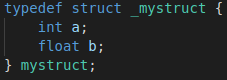 typedef struct _mystruct {
    int a;
    float b;
} mystruct;